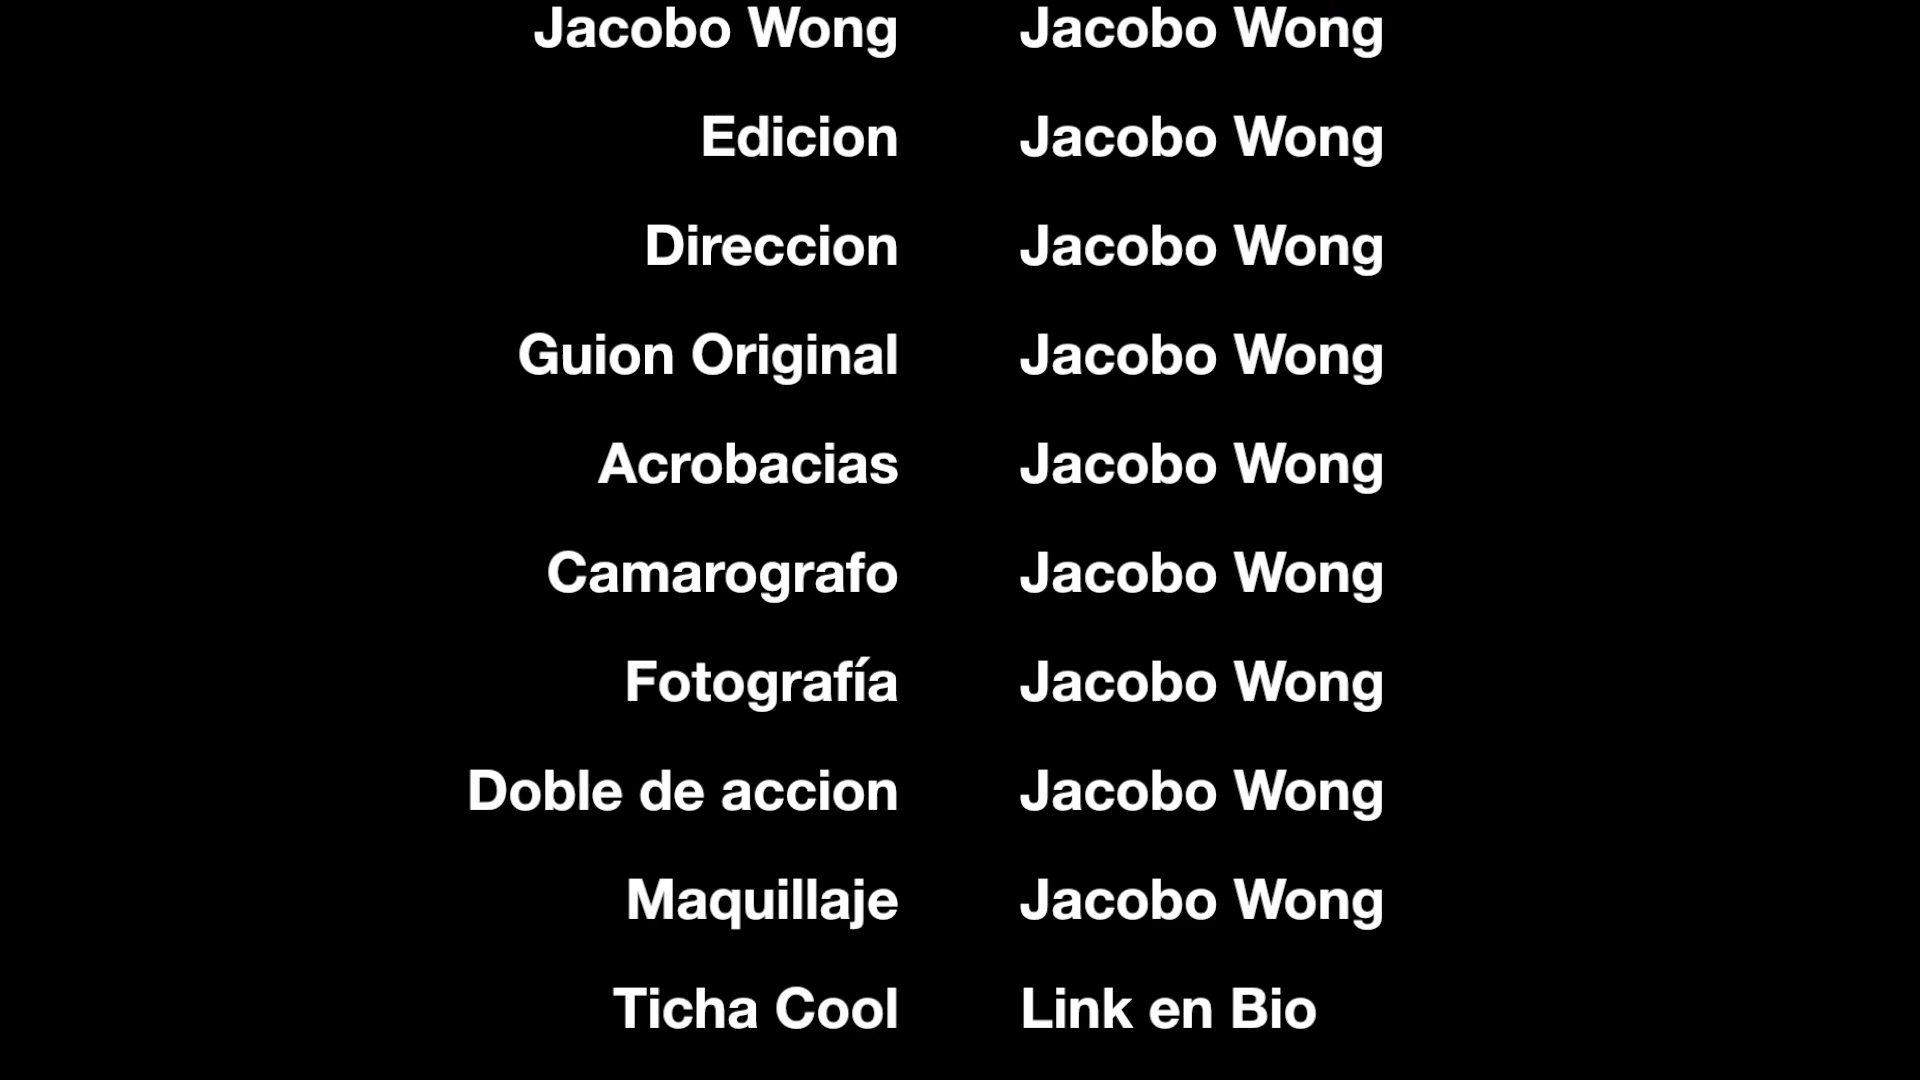 Jacobo Wong Jacobo Wong
Edicion Jacobo Wong
Direccion Jacobo Wong
Guion Original Jacobo Wong
Acrobacias Jacobo Wong
Camarografo Jacobo Wong
Fotografía Jacobo Wong
Doble de accion Jacobo Wong
Maquillaje Jacobo Wong
Ticha Cool Link en Bio